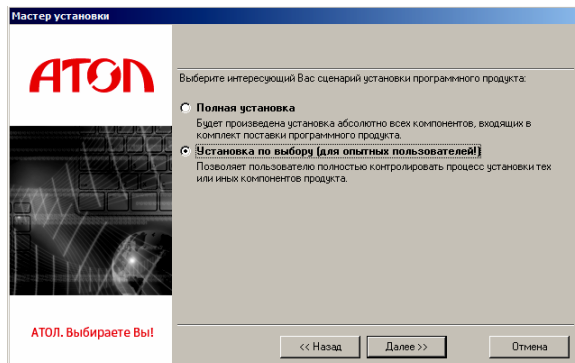 Мастер установки
АТОЛ
Выберите интересующий Вас сценарий установки программного продукта:
Полная установка
Будет произведена установка абсолютно всех компонентов, входящих в
комплект поставки программного продукта.
Установка по выбору (для опытных пользователей!)
Позволяет пользователю полностью контролировать процесс установки тех
или иных компонентов продукта.
АТОЛ. Выбираете Вы!
<< Назад
Далее >>
Отмена